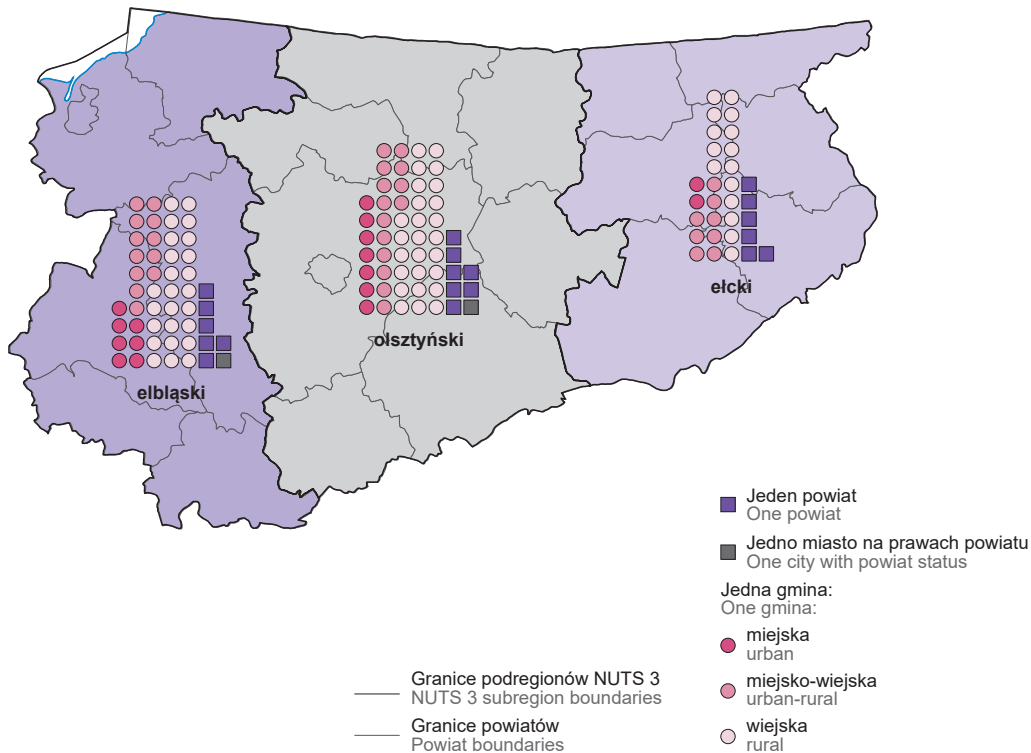 ełcki
olsztyński
elbląski
Jeden powiat
One powiat
Jedno miasto na prawach powiatu
One city with powiat status
Jedna gmina:
One gmina:
miejska
urban
miejsko-wiejska
urban-rural
wiejska
rural
Granice podregionów NUTS 3
NUTS 3 subregion boundaries
Granice powiatów
Powiat boundaries